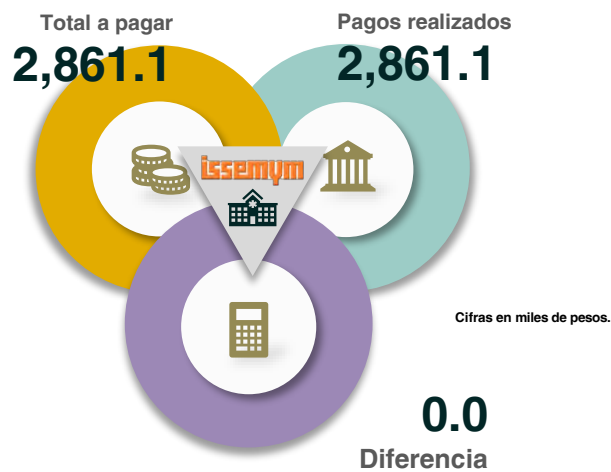 Total a pagar
2,861.1
Pagos realizados
2,861.1
issemym
Cifras en miles de pesos.
0.0
Diferencia